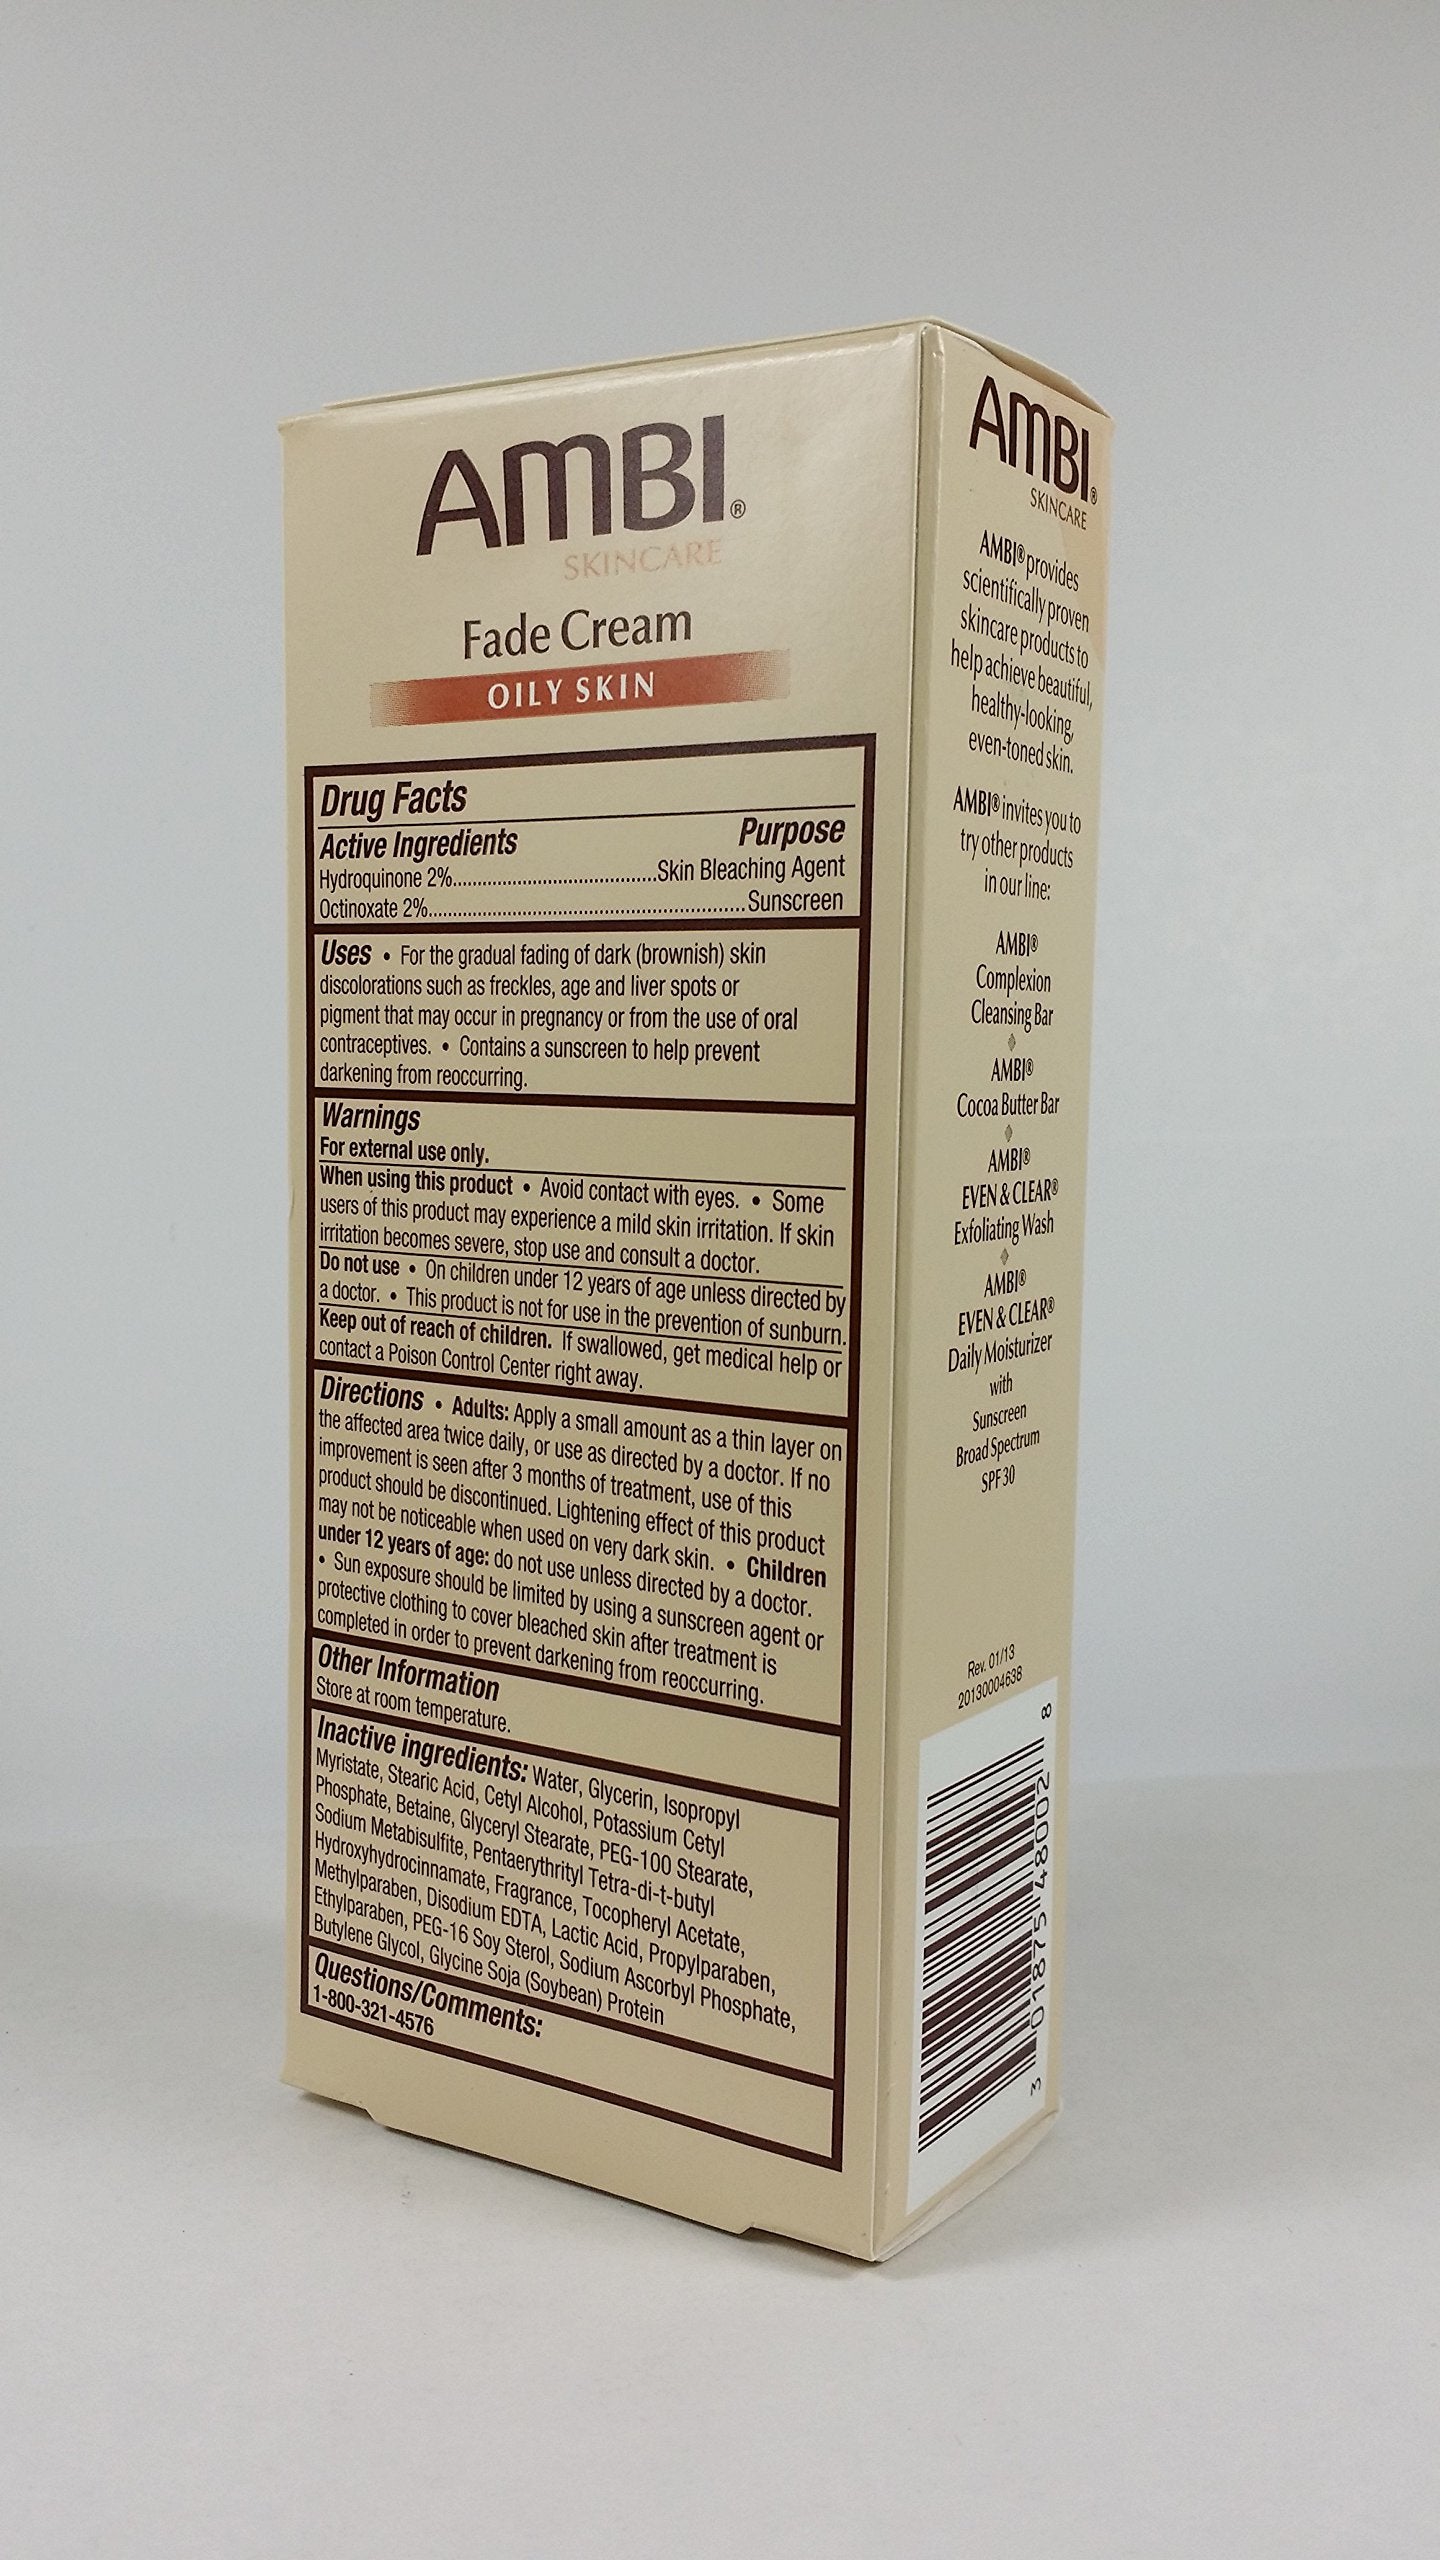 AMBI®
SKINCARE
Fade Cream
OILY SKIN
Drug Facts
Active Ingredients Purpose
Hydroquinone 2%..........................................Skin Bleaching Agent
Octinoxate 2%................................................................Sunscreen
Uses • For the gradual fading of dark (brownish) skin
discolorations such as freckles, age and liver spots or
pigment that may occur in pregnancy or from the use of oral
contraceptives. • Contains a sunscreen to help prevent
darkening from reoccurring.
Warnings
For external use only.
When using this product • Avoid contact with eyes. • Some
users of this product may experience a mild skin irritation. If skin
irritation becomes severe, stop use and consult a doctor.
Do not use • On children under 12 years of age unless directed by
a doctor. • This product is not for use in the prevention of sunburn.
Keep out of reach of children. If swallowed, get medical help or
contact a Poison Control Center right away.
Directions • Adults: Apply a small amount as a thin layer on
the affected area twice daily, or use as directed by a doctor. If no
improvement is seen after 3 months of treatment, use of this
product should be discontinued. Lightening effect of this product
may not be noticeable when used on very dark skin. • Children
under 12 years of age: do not use unless directed by a doctor.
• Sun exposure should be limited by using a sunscreen agent or
protective clothing to cover bleached skin after treatment is
completed in order to prevent darkening from reoccurring.
Other Information
Store at room temperature.
Inactive ingredients: Water, Glycerin, Isopropyl
Myristate, Stearic Acid, Cetyl Alcohol, Potassium Cetyl
Phosphate, Betaine, Glyceryl Stearate, PEG-100 Stearate,
Sodium Metabisulfite, Pentaerythrityl Tetra-di-t-butyl
Hydroxyhydrocinnamate, Fragrance, Tocopheryl Acetate,
Methylparaben, Disodium EDTA, Lactic Acid, Propylparaben,
Ethylparaben, PEG-16 Soy Sterol, Sodium Ascorbyl Phosphate,
Butylene Glycol, Glycine Soja (Soybean) Protein
Questions/Comments:
1-800-321-4576
AMBI®
SKINCARE
AMBI® provides
scientifically proven
skincare products to
help achieve beautiful,
healthy-looking,
even-toned skin.
AMBI® invites you to
try other products
in our line:
AMBI®
Complexion
Cleansing Bar
AMBI®
Cocoa Butter Bar
AMBI®
EVEN & CLEAR®
Exfoliating Wash
AMBI®
EVEN & CLEAR®
Daily Moisturizer
with
Sunscreen
Broad Spectrum
SPF 30
Rev. 01/13
20130004638
3 01875 48002 8